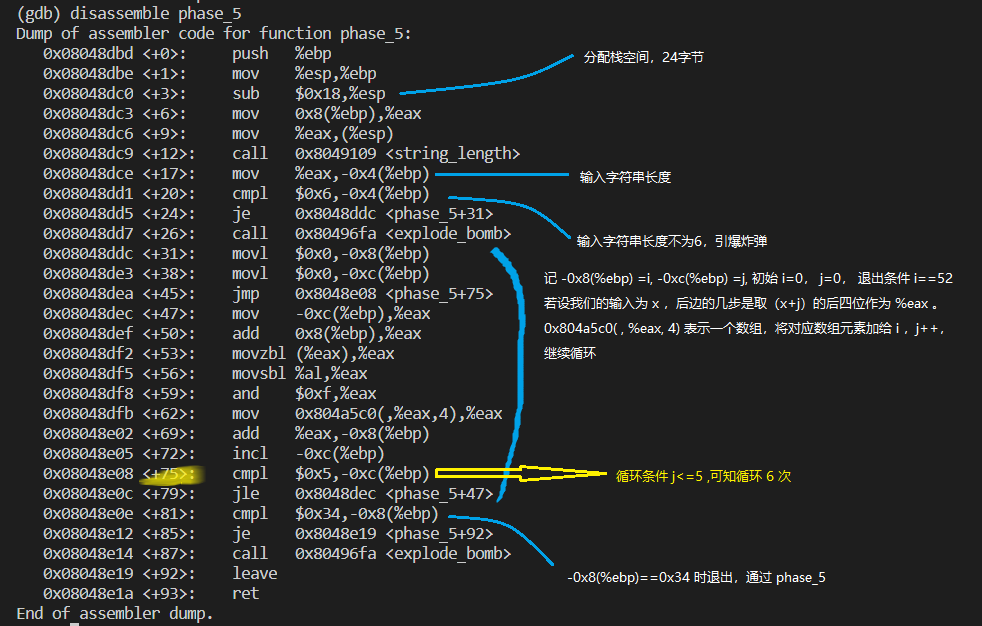 (gdb) disassemble phase_5
Dump of assembler code for function phase_5:
0x08048dbd <+0>: push %ebp
0x08048dbe <+1>: mov %esp,%ebp
0x08048dc0 <+3>: sub $0x18,%esp
分配栈空间，24字节
0x08048dc3 <+6>: mov 0x8(%ebp),%eax
0x08048dc6 <+9>: mov %eax,(%esp)
0x08048dc9 <+12>: call 0x8049109 <string_length>
0x08048dce <+17>: mov %eax,-0x4(%ebp)
输入字符串长度
0x08048dd1 <+20>: cmpl $0x6,-0x4(%ebp)
0x08048dd5 <+24>: je 0x8048ddc <phase_5+31>
0x08048dd7 <+26>: call 0x80496fa <explode_bomb>
输入字符串长度不为6，引爆炸弹
0x08048ddc <+31>: movl $0x0,-0x8(%ebp)
0x08048de3 <+38>: movl $0x0,-0xc(%ebp)
0x08048dea <+45>: jmp 0x8048e08 <phase_5+75>
0x08048dec <+47>: mov -0xc(%ebp),%eax
0x08048def <+50>: add 0x8(%ebp),%eax
0x08048df2 <+53>: movzbl (%eax),%eax
0x08048df5 <+56>: movsbl %al,%eax
0x08048df8 <+59>: and $0xf,%eax
0x08048dfb <+62>: mov 0x804a5c0(,%eax,4),%eax
0x08048e02 <+69>: add %eax,-0x8(%ebp)
0x08048e05 <+72>: incl -0xc(%ebp)
记 -0x8(%ebp) =i, -0xc(%ebp) =j, 初始 i=0，j=0， 退出条件 i==52
若设我们的输入为 x ，后边的几步是取（x+j）的后四位作为 %eax 。
0x804a5c0( , %eax, 4) 表示一个数组，将对应数组元素加给 i ，j++，
继续循环
0x08048e08 <+75>: cmpl $0x5,-0xc(%ebp)
循环条件 j<=5 ,可知循环 6 次
0x08048e0c <+79>: jle 0x8048dec <phase_5+47>
0x08048e0e <+81>: cmpl $0x34,-0x8(%ebp)
0x08048e12 <+85>: je 0x8048e19 <phase_5+92>
0x08048e14 <+87>: call 0x80496fa <explode_bomb>
-0x8(%ebp)==0x34 时退出，通过 phase_5
0x08048e19 <+92>: leave
0x08048e1a <+93>: ret
End of assembler dump.